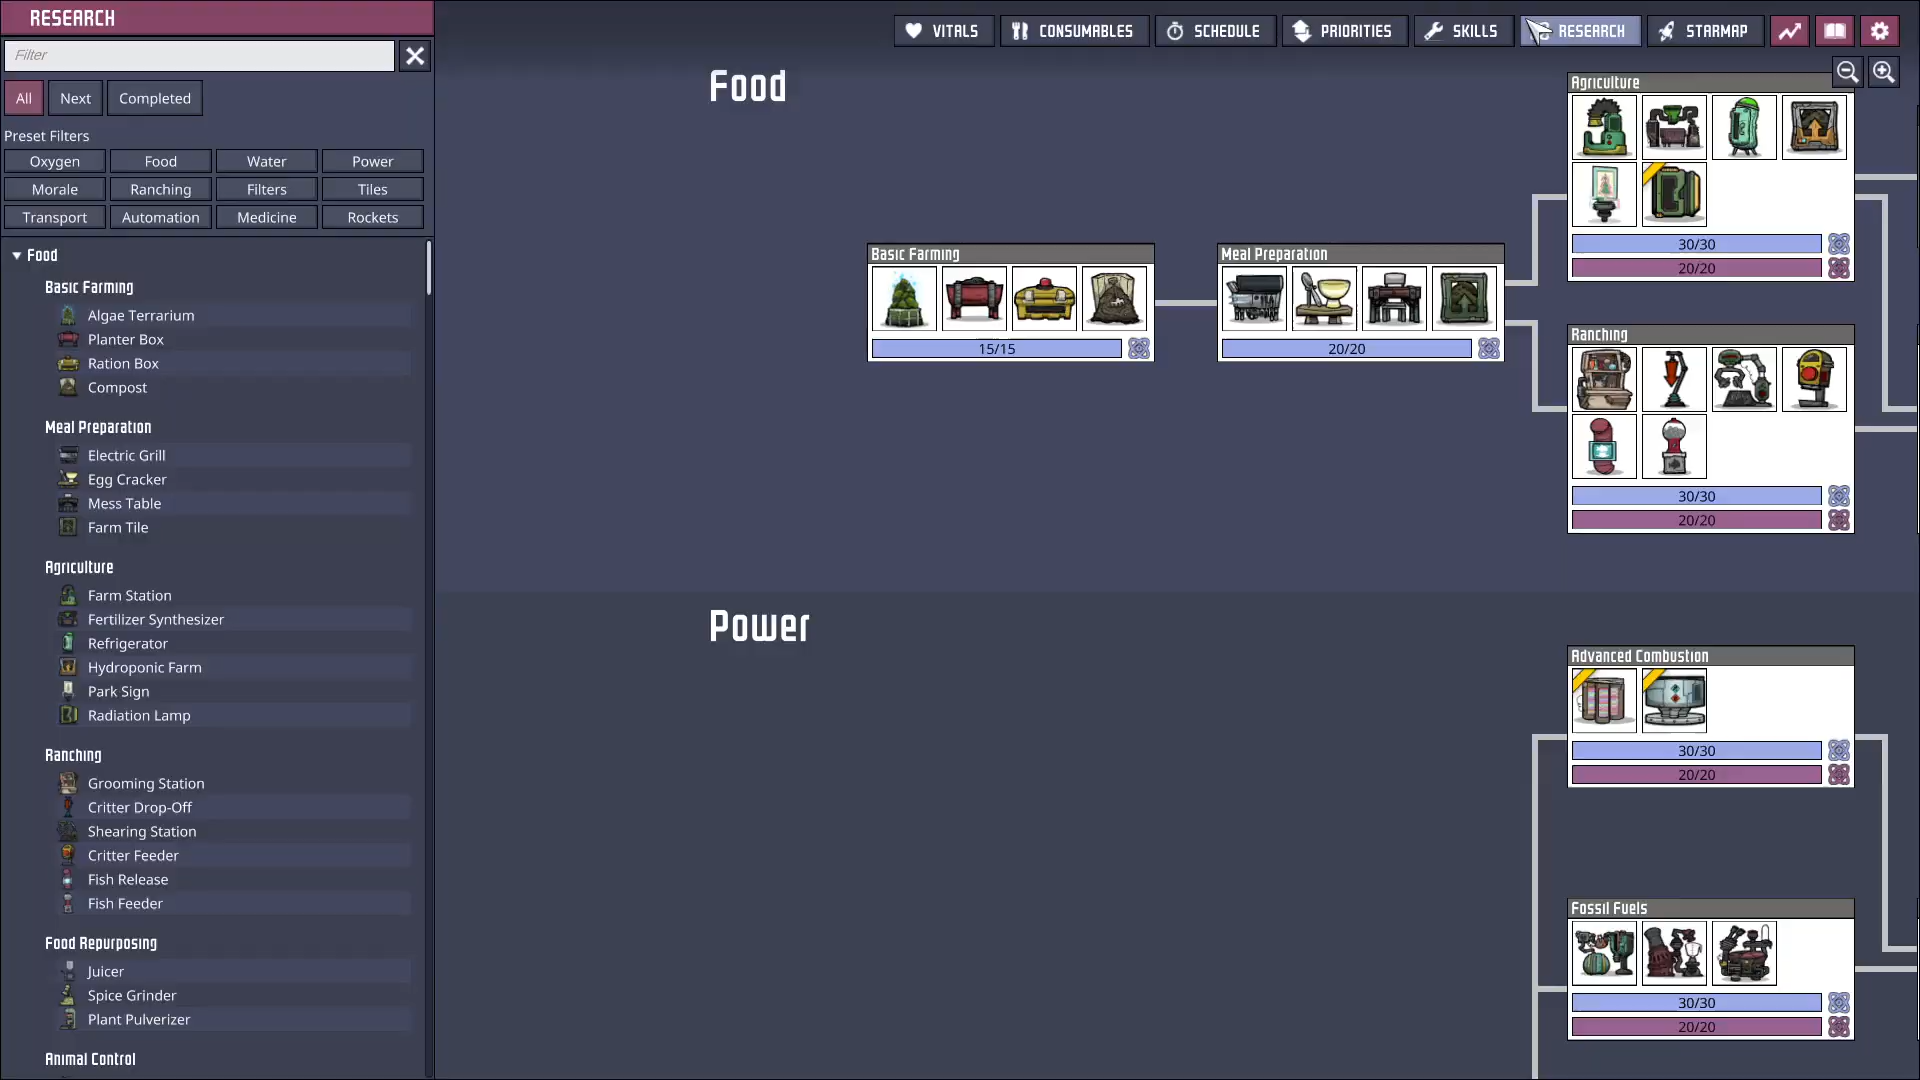 RESEARCH
Filter
All
Next
Completed
Preset Filters
Oxygen
Food
Water
Power
Morale
Ranching
Filters
Tiles
Transport
Automation
Medicine
Rockets
Food
Basic Farming
Algae Terrarium
Planter Box
Ration Box
Compost
Meal Preparation
Electric Grill
Egg Cracker
Mess Table
Farm Tile
Agriculture
Farm Station
Fertilizer Synthesizer
Refrigerator
Hydroponic Farm
Park Sign
Radiation Lamp
Ranching
Grooming Station
Critter Drop-Off
Shearing Station
Critter Feeder
Fish Release
Fish Feeder
Food Repurposing
Juicer
Spice Grinder
Plant Pulverizer
Animal Control
VITALS
CONSUMABLES
SCHEDULE
PRIORITIES
SKILLS
RESEARCH
STARMAP
Food
Basic Farming
15/15
Meal Preparation
20/20
Agriculture
30/30
20/20
Ranching
30/30
20/20
Power
Advanced Combustion
30/30
20/20
Fossil Fuels
30/30
20/20